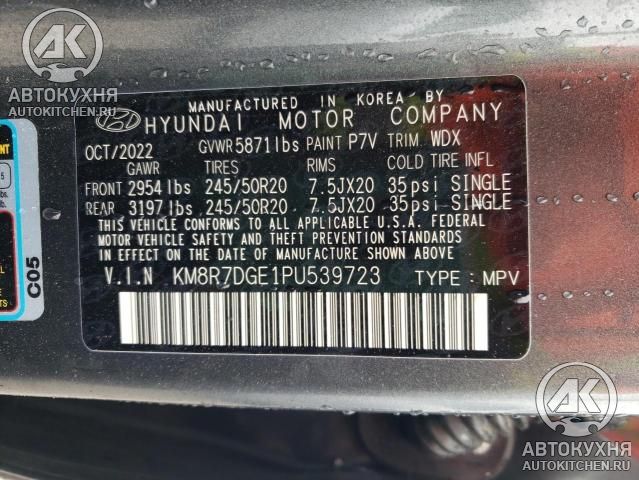 АВТОКУХНЯ
AUTOKITCHEN.RU
MANUFACTURED IN KOREA BY
HYUNDAI MOTOR COMPANY
OCT/2022 GVWR 5871lbs PAINT P7V TRIM WDX
GAWR TIRES RIMS COLD TIRE INFL
FRONT 2954 lbs 245/50R20 7.5JX20 35psi SINGLE
REAR 3197 lbs 245/50R20 7.5JX20 35psi SINGLE
THIS VEHICLE CONFORMS TO ALL APPLICABLE U.S.A. FEDERAL
MOTOR VEHICLE SAFETY AND THEFT PREVENTION STANDARDS
IN EFFECT ON THE DATE OF MANUFACTURE SHOWN ABOVE
V.I.N KM8R7DGE1PU539723 TYPE: MPV
C05
АВТОКУХНЯ
AUTOKITCHEN.RU